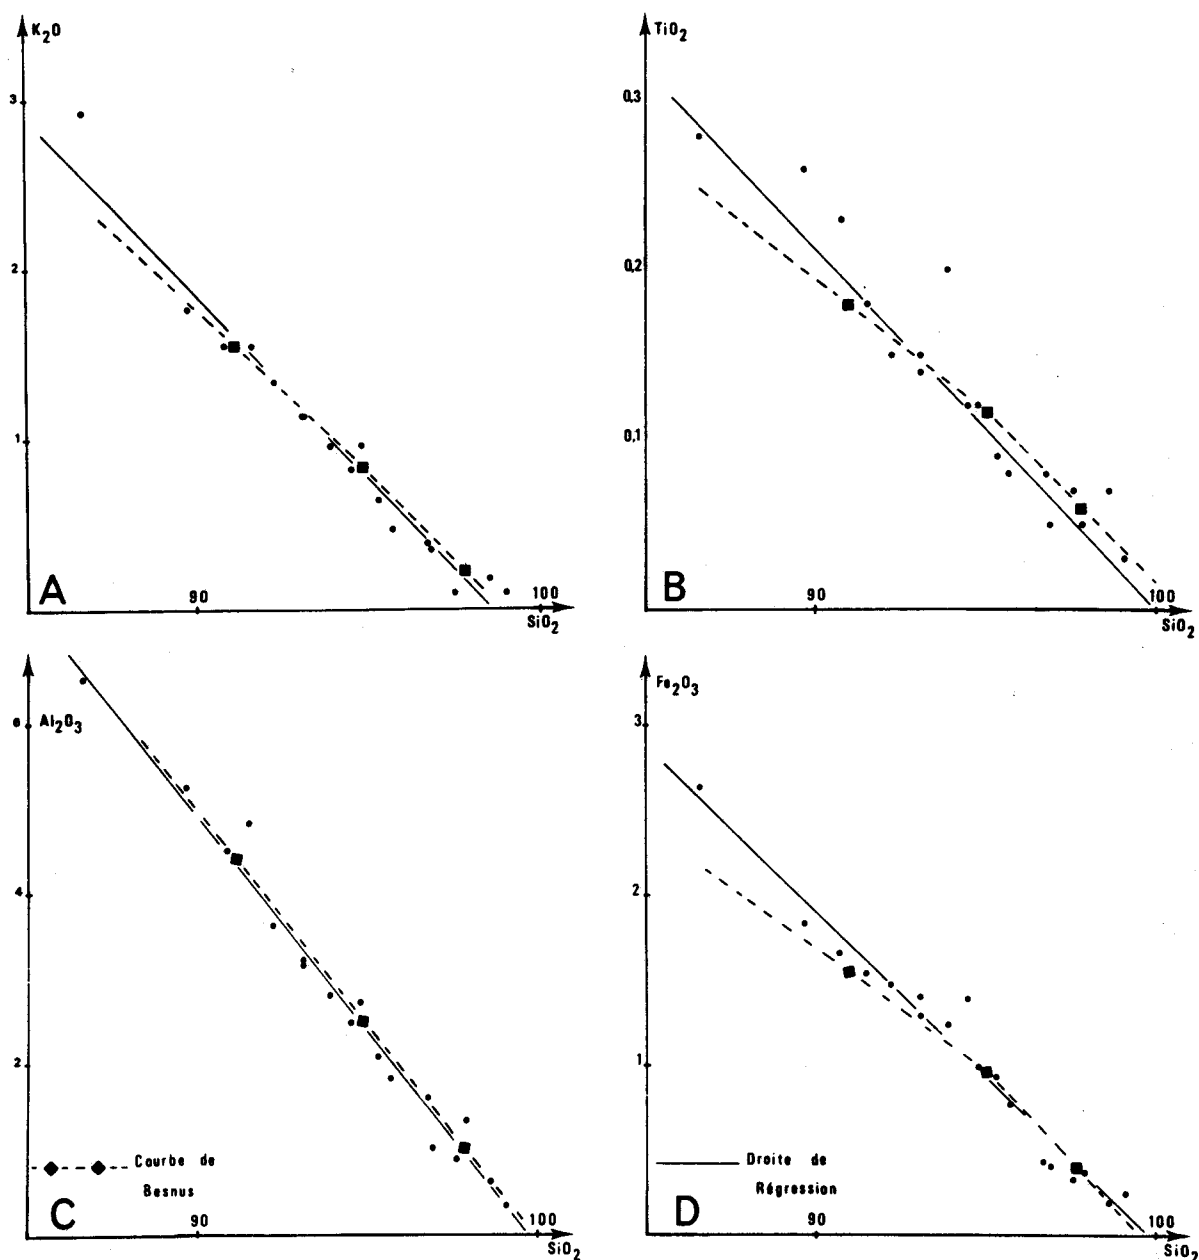 K2O
3
2
1
A
90
100
SiO2
TiO2
0,3
0,2
0,1
B
90
100
SiO2
6 Al2O3
4
2
Courbe de
Besnus
C
90
100
SiO2
Fe2O3
3
2
1
Droite de
Régression
D
90
100
SiO2